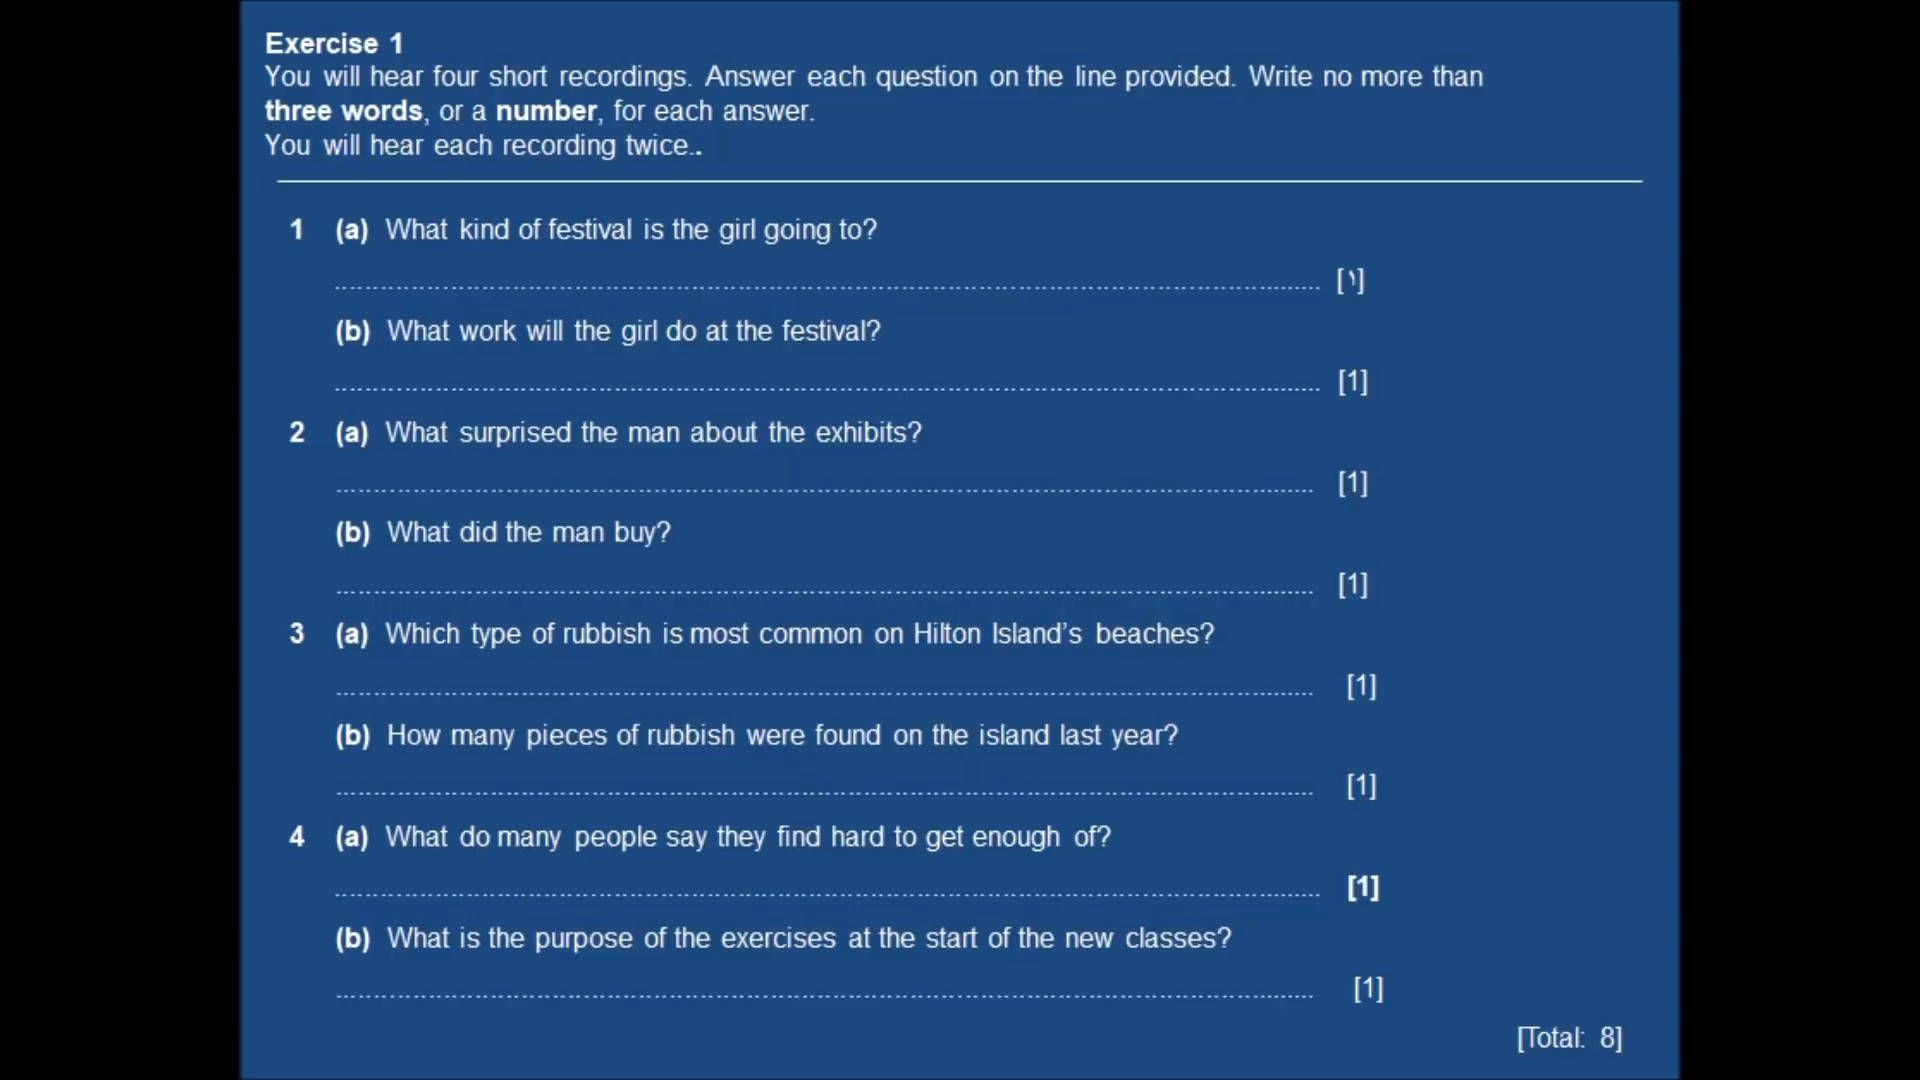 Exercise 1
You will hear four short recordings. Answer each question on the line provided. Write no more than
three words, or a number, for each answer.
You will hear each recording twice..
1 (a) What kind of festival is the girl going to?
.......................................................................................................................... [١]
(b) What work will the girl do at the festival?
.......................................................................................................................... [1]
2 (a) What surprised the man about the exhibits?
.......................................................................................................................... [1]
(b) What did the man buy?
.......................................................................................................................... [1]
3 (a) Which type of rubbish is most common on Hilton Island’s beaches?
.......................................................................................................................... [1]
(b) How many pieces of rubbish were found on the island last year?
.......................................................................................................................... [1]
4 (a) What do many people say they find hard to get enough of?
.......................................................................................................................... [1]
(b) What is the purpose of the exercises at the start of the new classes?
.......................................................................................................................... [1]
[Total: 8]